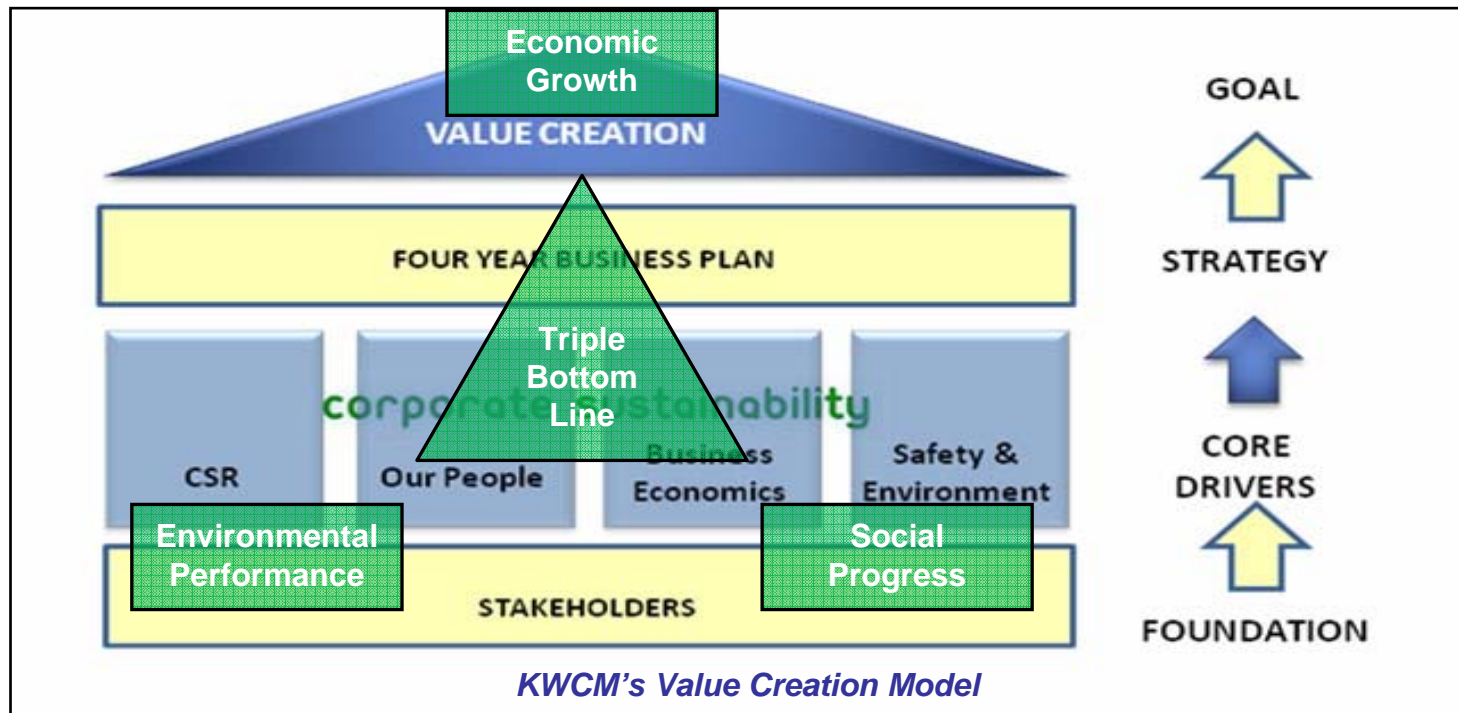 Economic
Growth
VALUE CREATION
GOAL
FOUR YEAR BUSINESS PLAN
STRATEGY
Triple
Bottom
Line
corporate sustainability
CSR
Our People
Business
Economics
Safety &
Environment
CORE
DRIVERS
Environmental
Performance
Social
Progress
STAKEHOLDERS
FOUNDATION
KWCM's Value Creation Model